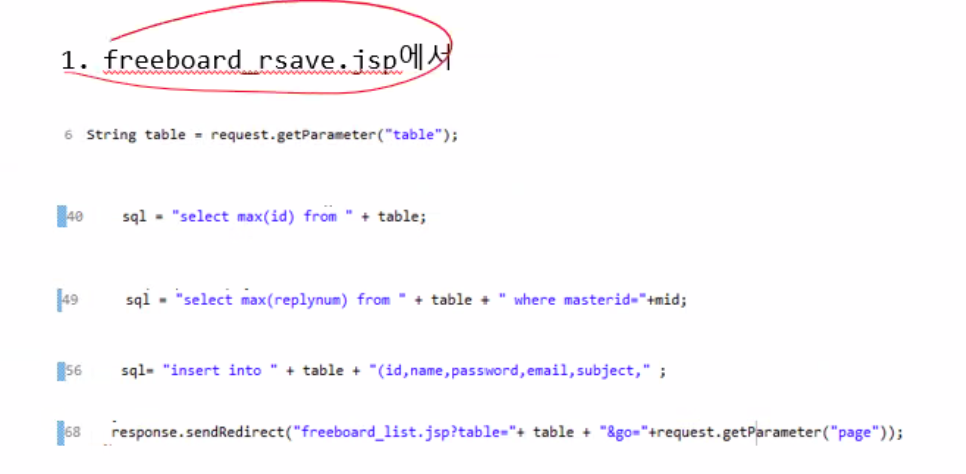 1. freeboard_rsave.jsp에서
6 String table = request.getParameter("table");
40 sql = "select max(id) from " + table;
49 sql = "select max(replynum) from " + table + " where masterid="+mid;
56 sql= "insert into " + table + "(id,name,password,email,subject," ;
68 response.sendRedirect("freeboard_list.jsp?table="+ table + "&go="+request.getParameter("page"));